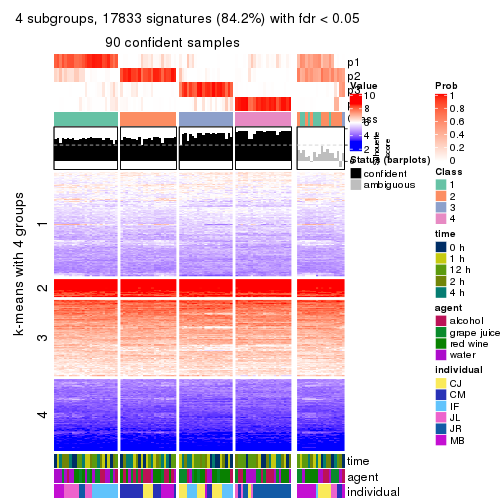 4 subgroups, 17833 signatures (84.2%) with fdr < 0.05
90 confident samples
p1
p2
p3
Value
10
8
6
4
2
Silhouette
score
Status (barplots)
confident
ambiguous
k-means with 4 groups
1
2
3
4
time
agent
individual
Prob
1
0.8
0.6
0.4
0.2
0
Class
1
2
3
4
time
0 h
1 h
12 h
2 h
4 h
agent
alcohol
grape juice
red wine
water
individual
CJ
CM
IF
JL
JR
MB